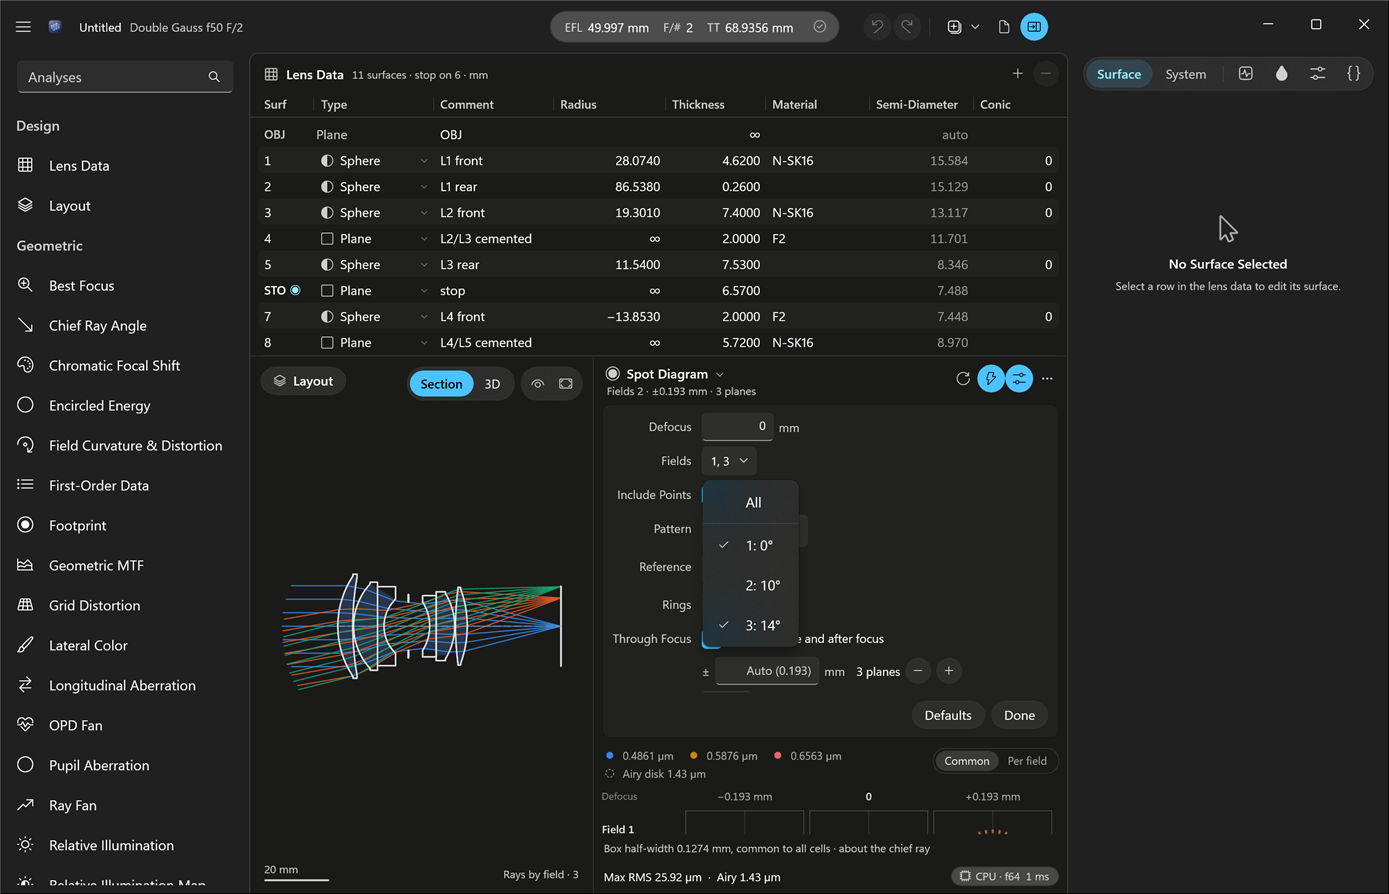 Untitled Double Gauss f50 F/2
EFL 49.997 mm F/# 2 TT 68.9356 mm
Analyses
Design
Lens Data
Layout
Geometric
Best Focus
Chief Ray Angle
Chromatic Focal Shift
Encircled Energy
Field Curvature & Distortion
First-Order Data
Footprint
Geometric MTF
Grid Distortion
Lateral Color
Longitudinal Aberration
OPD Fan
Pupil Aberration
Ray Fan
Relative Illumination
Relative Illumination Map
Lens Data 11 surfaces · stop on 6 · mm
Surf Type Comment Radius Thickness Material Semi-Diameter Conic
OBJ Plane OBJ ∞ auto
1 Sphere L1 front 28.0740 4.6200 N-SK16 15.584 0
2 Sphere L1 rear 86.5380 0.2600 15.129 0
3 Sphere L2 front 19.3010 7.4000 N-SK16 13.117 0
4 Plane L2/L3 cemented ∞ 2.0000 F2 11.701
5 Sphere L3 rear 11.5400 7.5300 8.346 0
STO Plane stop ∞ 6.5700 7.488
7 Sphere L4 front −13.8530 2.0000 F2 7.448 0
8 Plane L4/L5 cemented ∞ 5.7200 N-SK16 8.970
Layout Section 3D
20 mm Rays by field · 3
Spot Diagram
Fields 2 · ±0.193 mm · 3 planes
Defocus 0 mm
Fields 1, 3
Include Points
All
Pattern
1: 0°
Reference
2: 10°
Rings
3: 14°
Through Focus e and after focus
± Auto (0.193) mm 3 planes − +
Defaults Done
0.4861 µm 0.5876 µm 0.6563 µm
Airy disk 1.43 µm
Common Per field
Defocus −0.193 mm 0 +0.193 mm
Field 1
Box half-width 0.1274 mm, common to all cells · about the chief ray
Max RMS 25.92 µm · Airy 1.43 µm
CPU · f64 1 ms
Surface System { }
No Surface Selected
Select a row in the lens data to edit its surface.